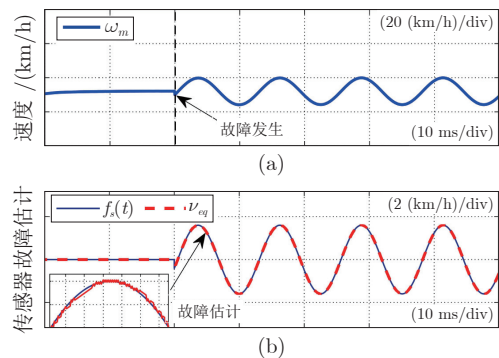 ω_m
(20 (km/h)/div)
速度 /(km/h)
故障发生
(10 ms/div)
(a)
f_s(t) ν_eq
(2 (km/h)/div)
传感器故障估计
故障估计
(10 ms/div)
(b)